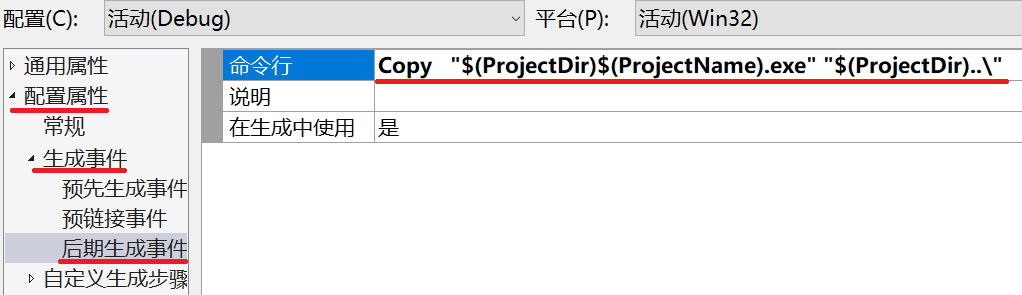 配置(C): 活动(Debug) 平台(P): 活动(Win32)
通用属性
配置属性
常规
生成事件
预先生成事件
预链接事件
后期生成事件
自定义生成步骤
命令行 Copy "$(ProjectDir)$(ProjectName).exe" "$(ProjectDir)..\"
说明
在生成中使用 是